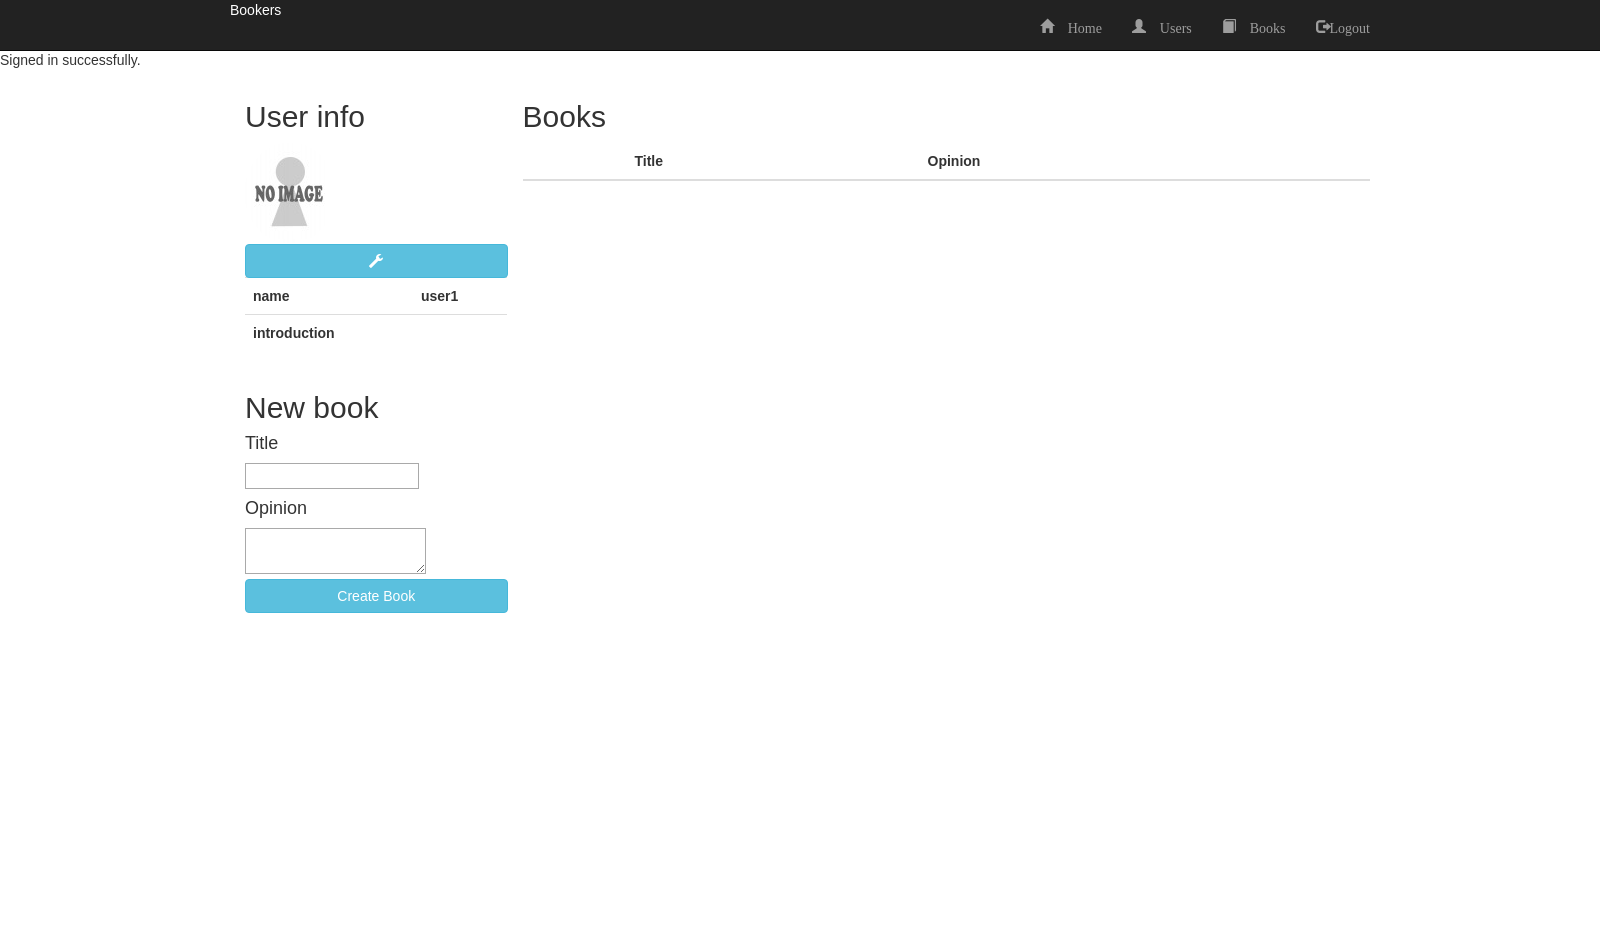 Bookers
Home Users Books Logout
Signed in successfully.
User info
NO IMAGE
name user1
introduction
New book
Title
Opinion
Create Book
Books
Title Opinion